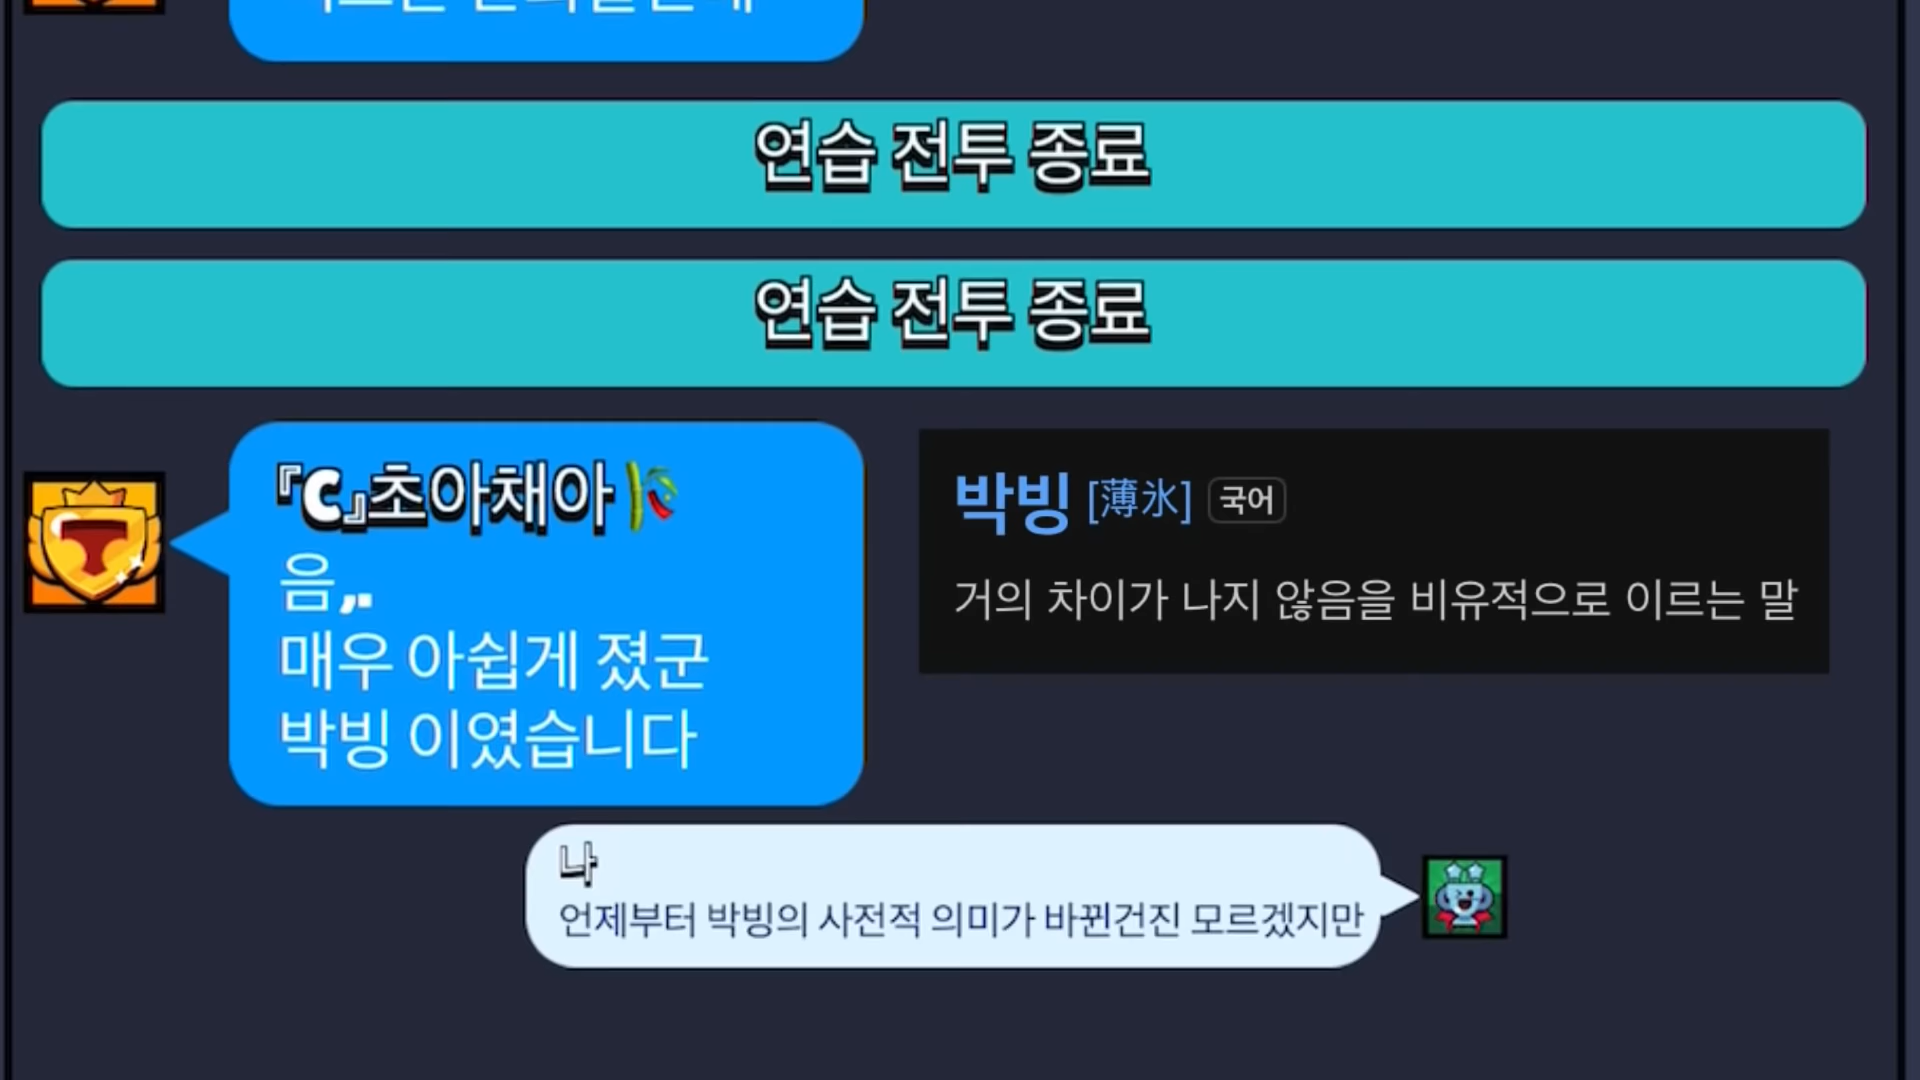 연습 전투 종료
연습 전투 종료
『C』초아채아🎋
음,.
매우 아쉽게 졌군
박빙 이였습니다
박빙 [薄氷] 국어
거의 차이가 나지 않음을 비유적으로 이르는 말
나
언제부터 박빙의 사전적 의미가 바뀐건진 모르겠지만